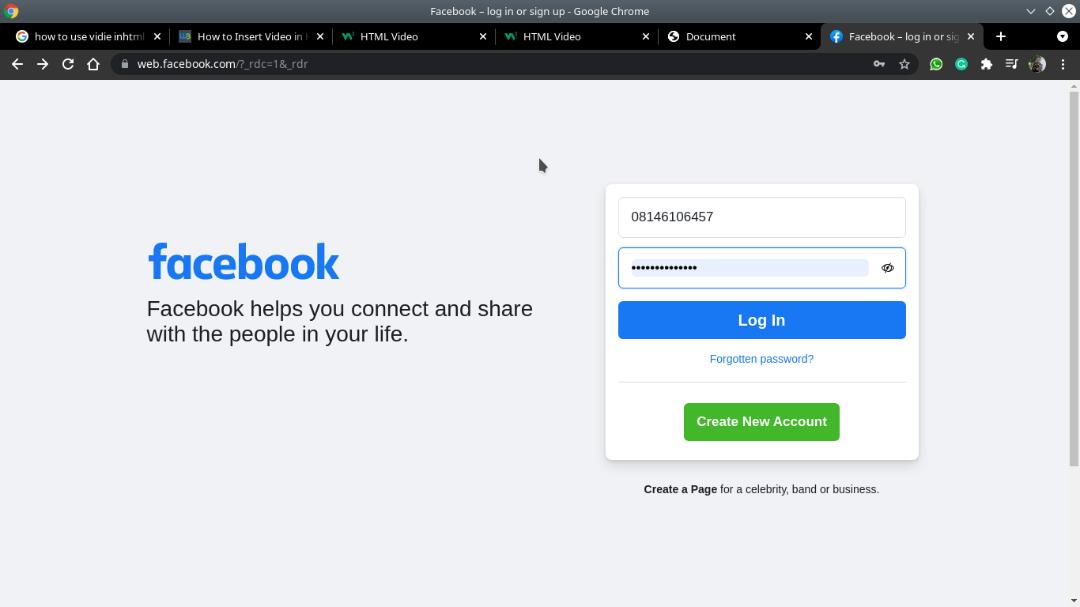 Facebook – log in or sign up - Google Chrome
how to use vidie inhtml
How to Insert Video in
HTML Video
HTML Video
Document
Facebook – log in or sig
web.facebook.com/?_rdc=1&_rdr
08146106457
facebook
Facebook helps you connect and share
with the people in your life.
Log In
Forgotten password?
Create New Account
Create a Page for a celebrity, band or business.